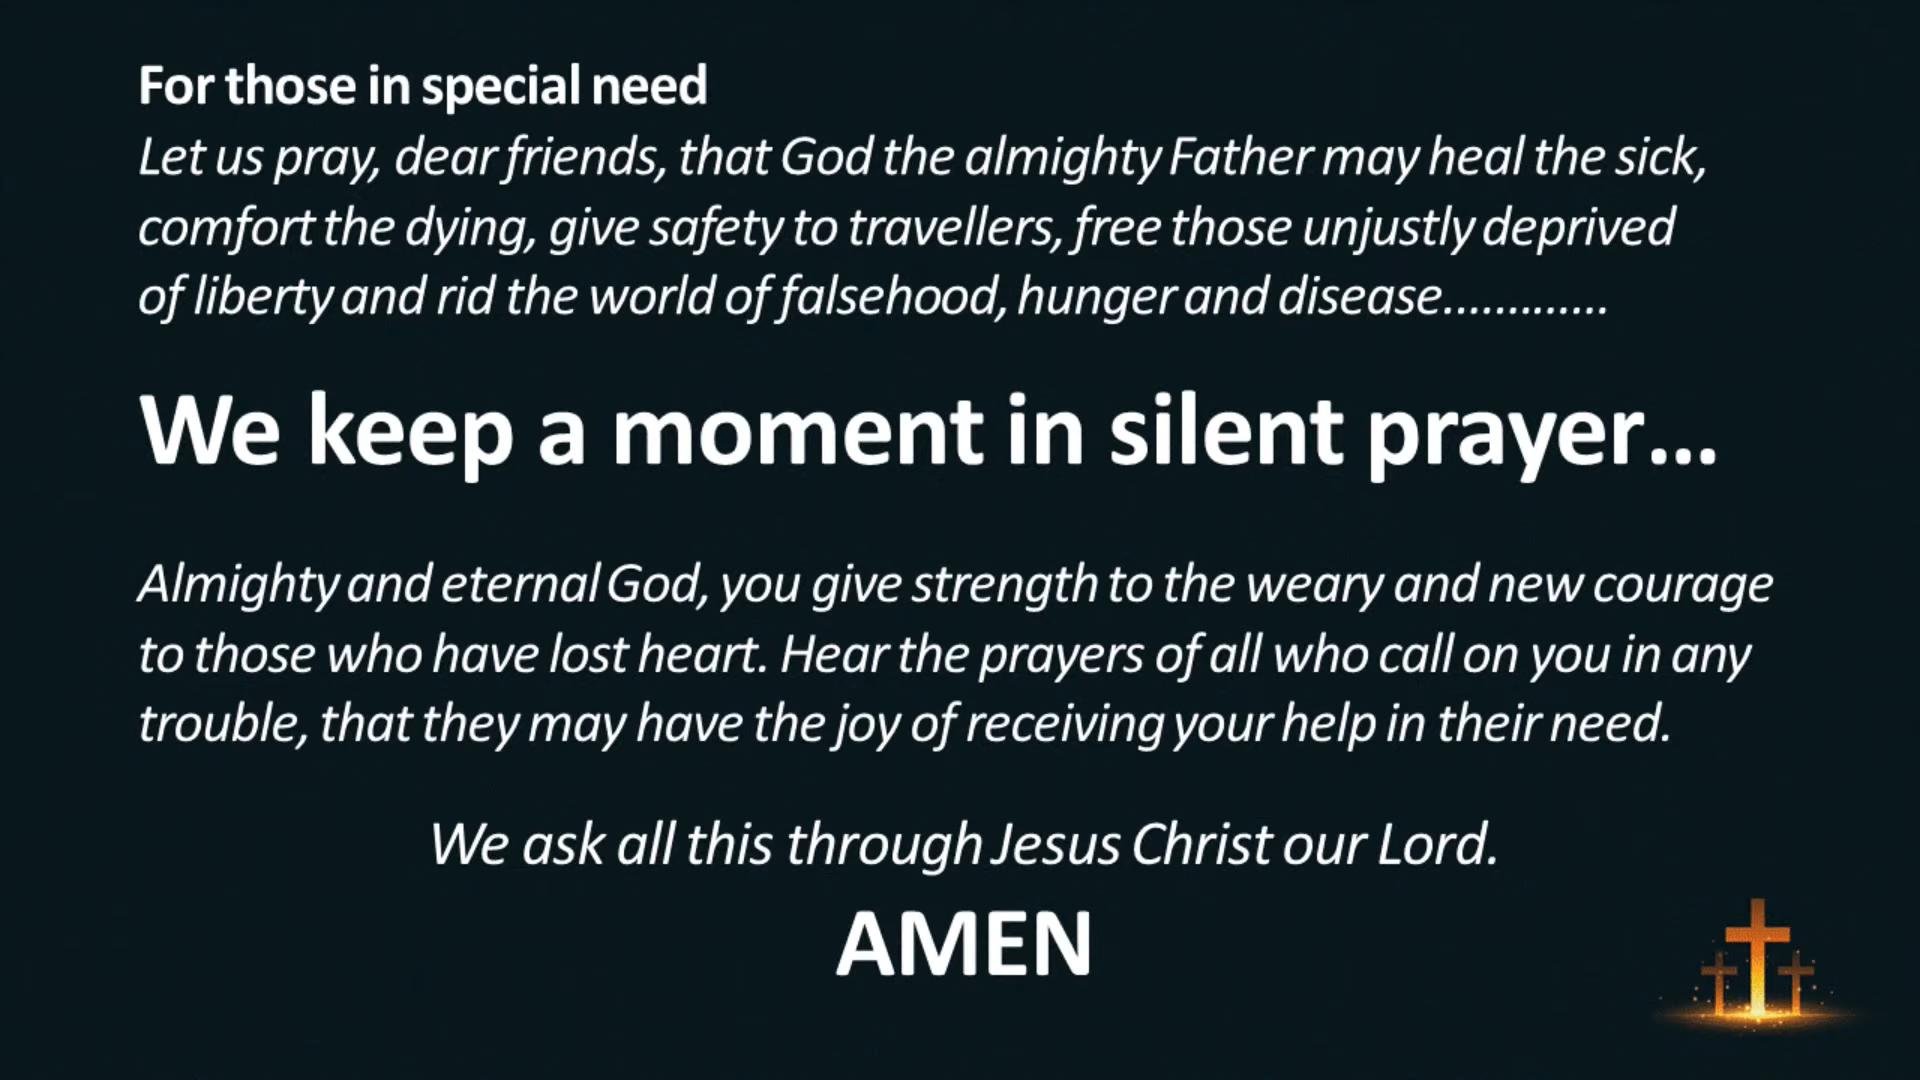 For those in special need
Let us pray, dear friends, that God the almighty Father may heal the sick,
comfort the dying, give safety to travellers, free those unjustly deprived
of liberty and rid the world of falsehood, hunger and disease.............
We keep a moment in silent prayer...
Almighty and eternal God, you give strength to the weary and new courage
to those who have lost heart. Hear the prayers of all who call on you in any
trouble, that they may have the joy of receiving your help in their need.
We ask all this through Jesus Christ our Lord.
AMEN